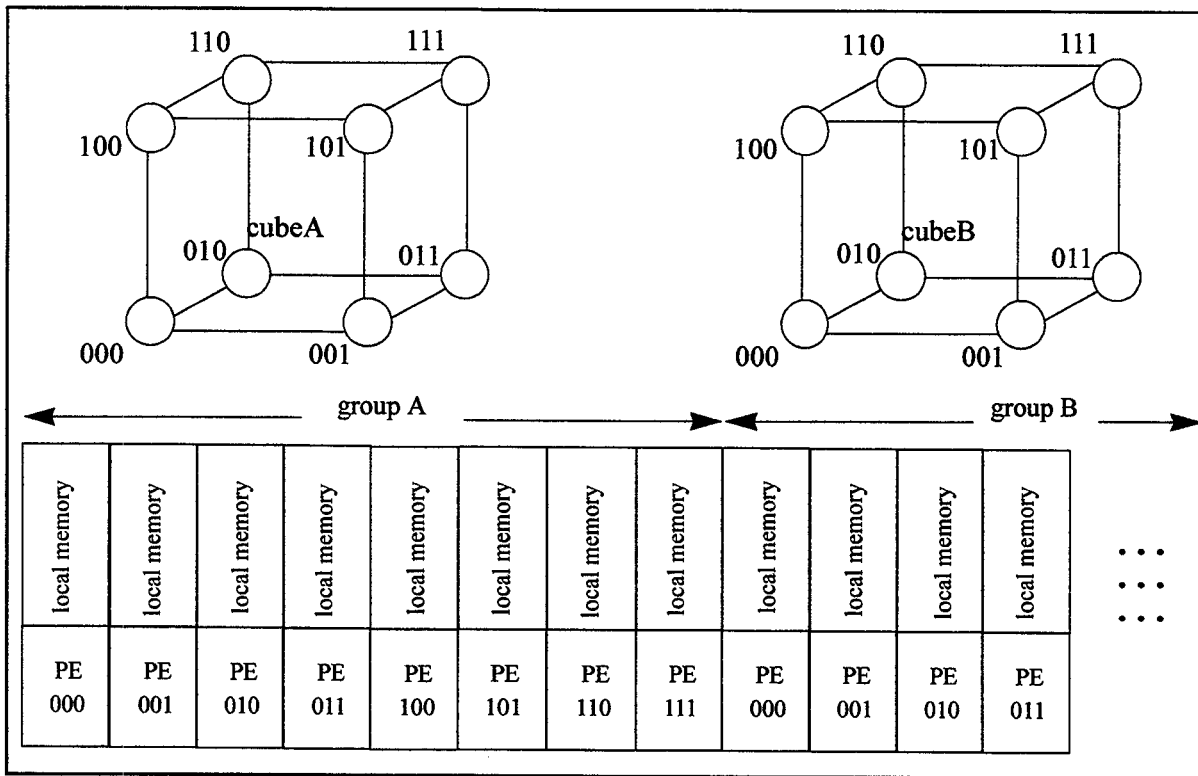 110 111 110 111
100 101 100 101
cubeA cubeB
010 011 010 011
000 001 000 001
group A group B
local memory local memory local memory local memory local memory local memory local memory local memory local memory local memory local memory local memory
PE PE PE PE PE PE PE PE PE PE PE PE
000 001 010 011 100 101 110 111 000 001 010 011